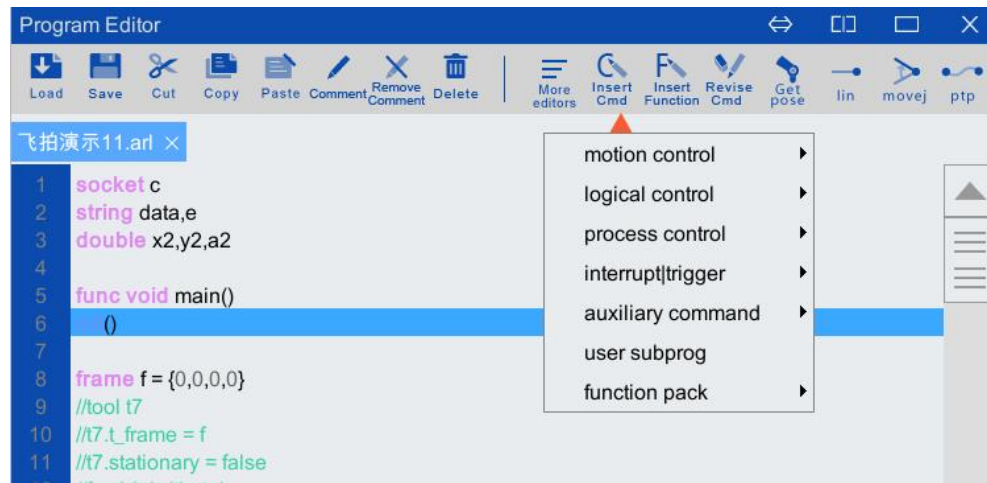 Program Editor
Load Save Cut Copy Paste Comment Remove Comment Delete More editors Insert Cmd Insert Function Revise Cmd Get pose lin movej ptp
飞拍演示11.arl ×
motion control
logical control
process control
interrupt|trigger
auxiliary command
user subprog
function pack
1 socket c
2 string data,e
3 double x2,y2,a2
4
5 func void main()
6 ()
7
8 frame f = {0,0,0,0}
9 //tool t7
10 //t7.t_frame = f
11 //t7.stationary = false